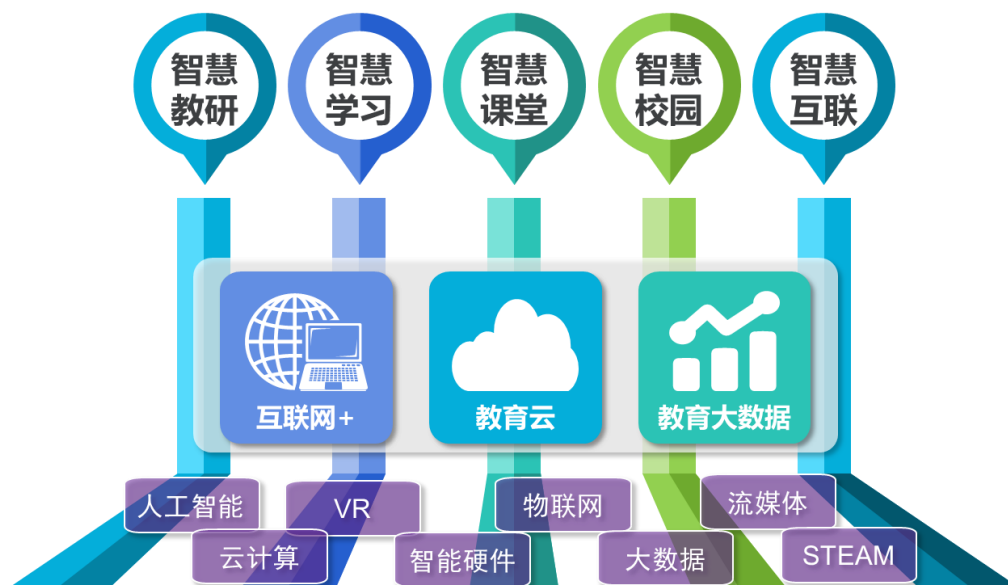 智慧
教研
智慧
学习
智慧
课堂
智慧
校园
智慧
互联
互联网+
教育云
教育大数据
人工智能
VR
物联网
流媒体
云计算
智能硬件
大数据
STEAM